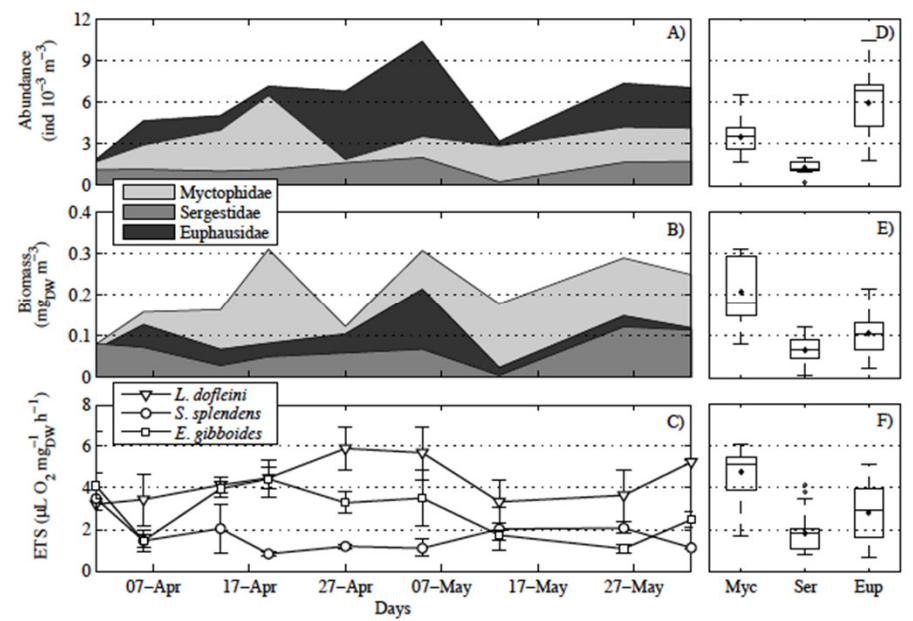 A)
D)
Abundance
(ind 10⁻³ m⁻³)
12
9
6
3
0
Myctophidae
Sergestidae
Euphausidae
B)
E)
Biomass
(mg_DW m⁻³)
0.4
0.3
0.2
0.1
0
L. dofleini
S. splendens
E. gibboides
C)
F)
ETS (µL O₂ mg⁻¹_DW h⁻¹)
8
6
4
2
0
07–Apr 17–Apr 27–Apr 07–May 17–May 27–May
Days
Myc Ser Eup